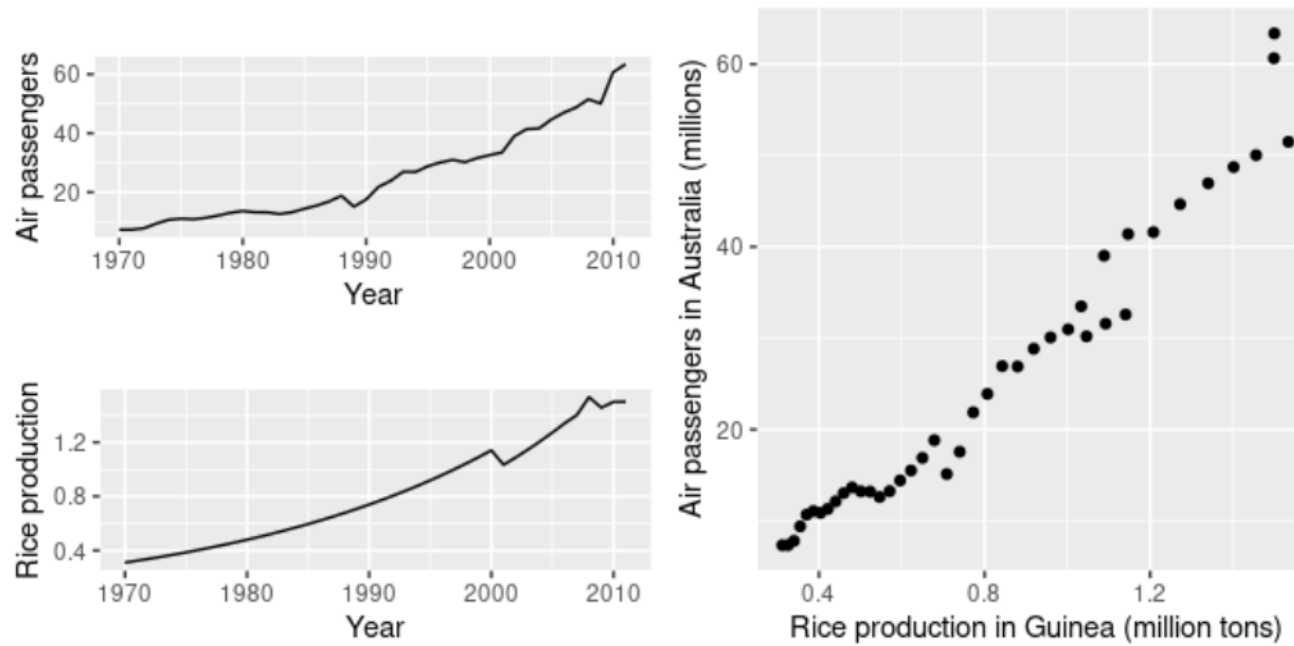 Air passengers
60
40
20
1970 1980 1990 2000 2010
Year
Rice production
1.2
0.8
0.4
1970 1980 1990 2000 2010
Year
Air passengers in Australia (millions)
60
40
20
0.4 0.8 1.2
Rice production in Guinea (million tons)